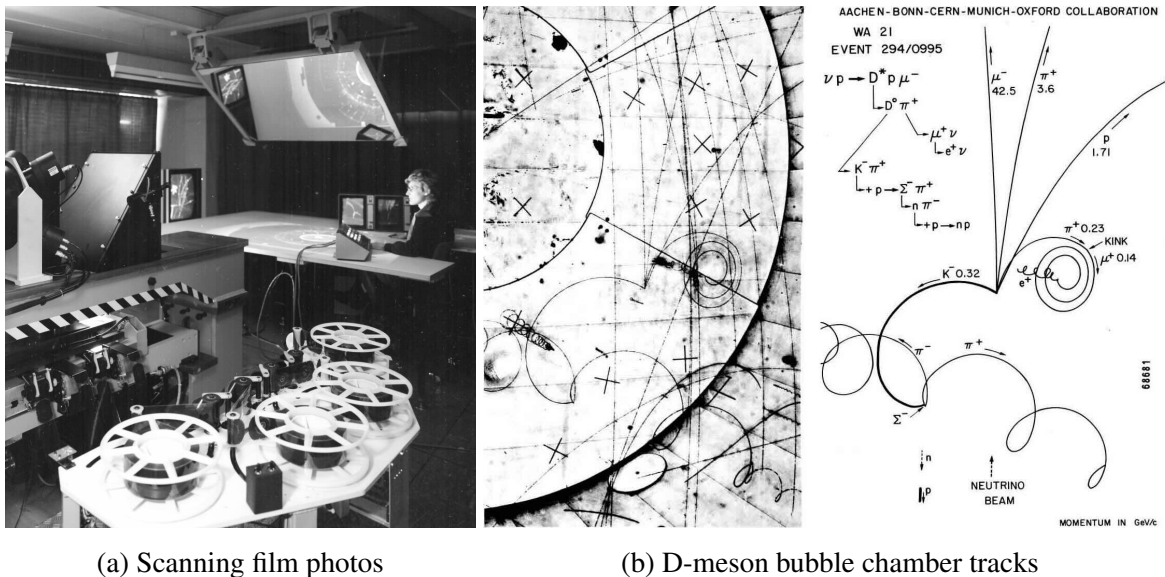 AACHEN-BONN-CERN-MUNICH-OXFORD COLLABORATION
WA 21
EVENT 294/0995
νp → D*pμ⁻
D⁰π⁺
μ⁺ν
e⁺ν
K⁻π⁺
+p → Σ⁻π⁺
nπ⁻
+p → np
μ⁻
42.5
π⁺
3.6
p
1.71
π⁺0.23
KINK
μ⁺0.14
e⁺
K⁻0.32
π⁻
π⁺
Σ⁻
n
p
NEUTRINO
BEAM
68681
MOMENTUM IN GeV/c
(a) Scanning film photos
(b) D-meson bubble chamber tracks